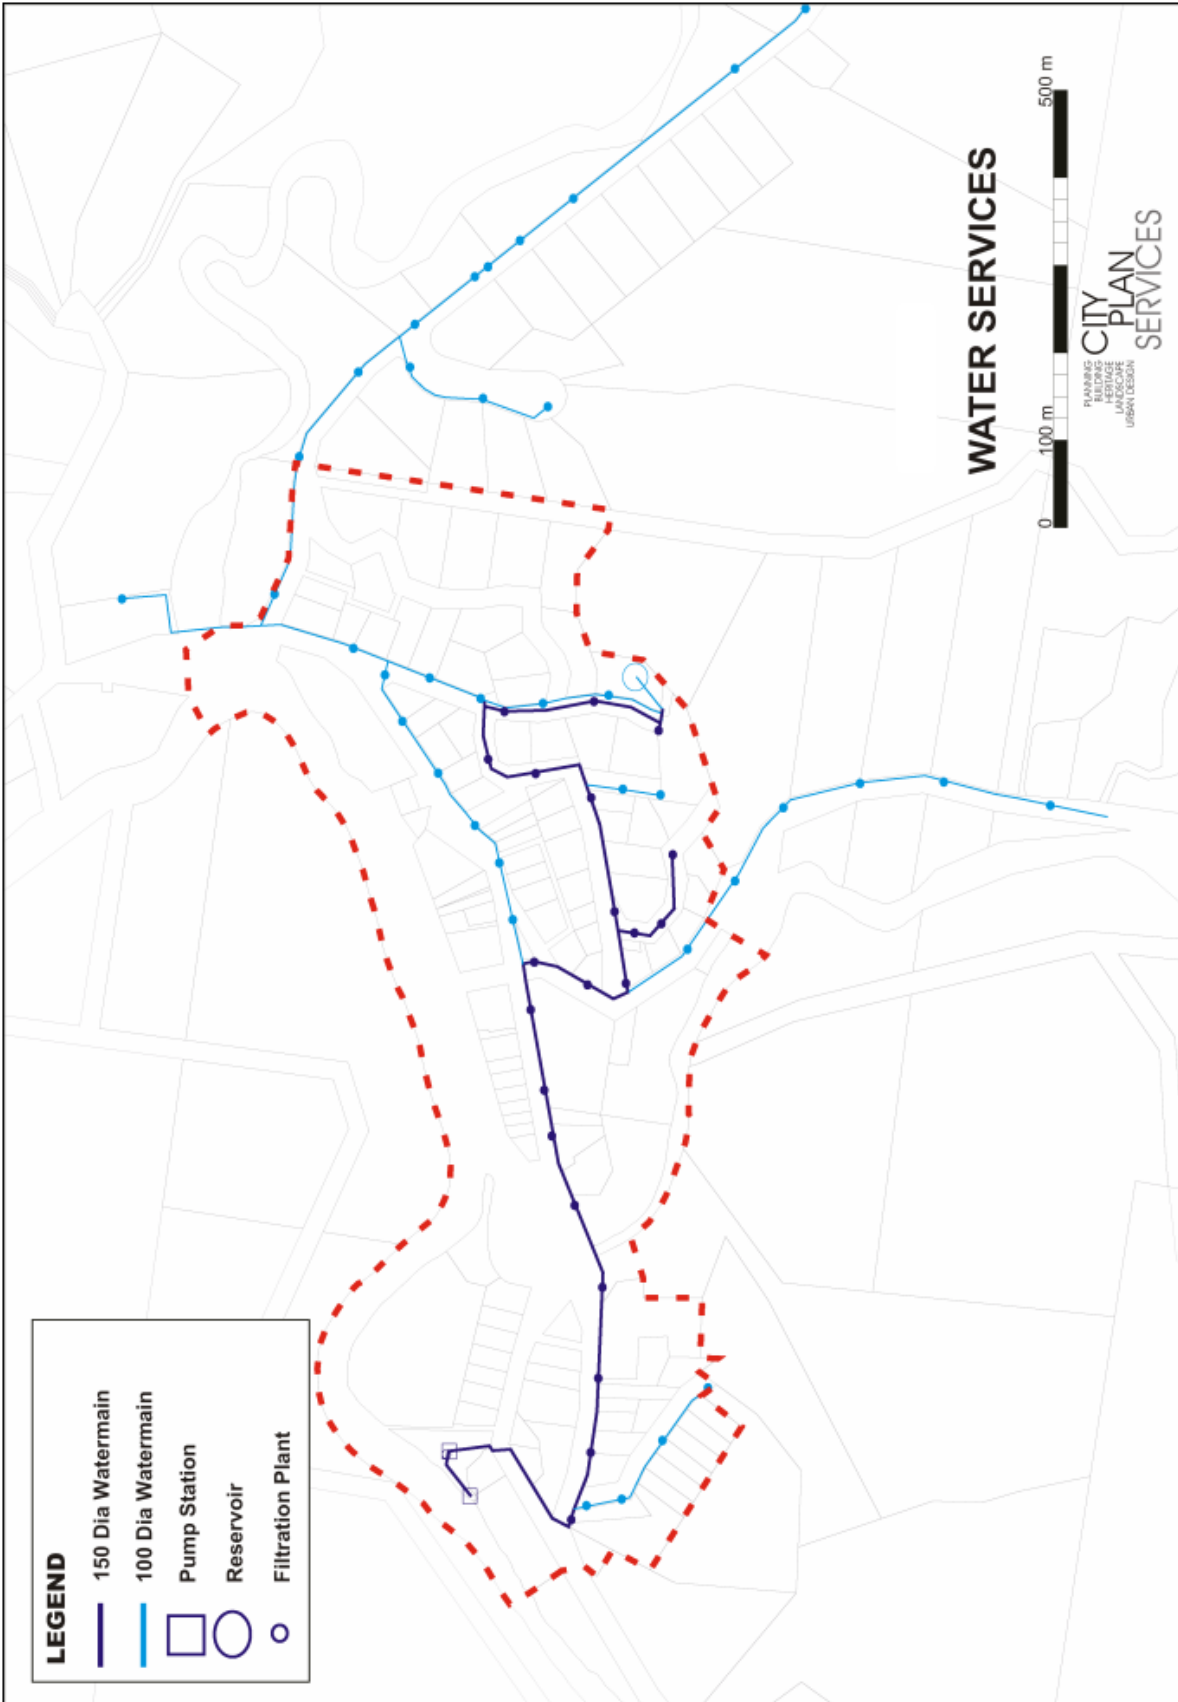 LEGEND
150 Dia Watermain
100 Dia Watermain
Pump Station
Reservoir
Filtration Plant
WATER SERVICES
0
100 m
500 m
PLANNING
BUILDING
HERITAGE
LANDSCAPE
URBAN DESIGN
CITY
PLAN
SERVICES